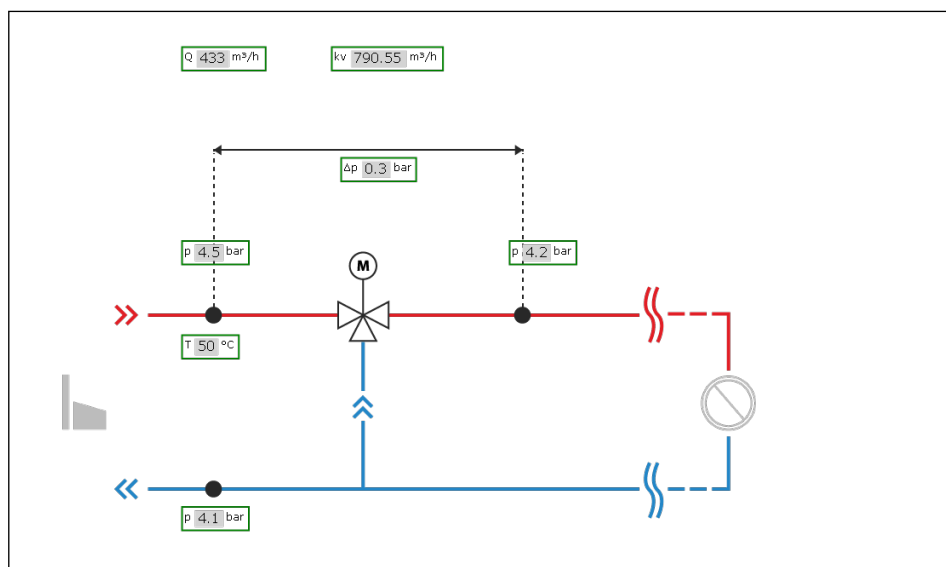 Q 433 m³/h
kv 790.55 m³/h
Δp 0.3 bar
p 4.5 bar
p 4.2 bar
M
T 50 °C
p 4.1 bar